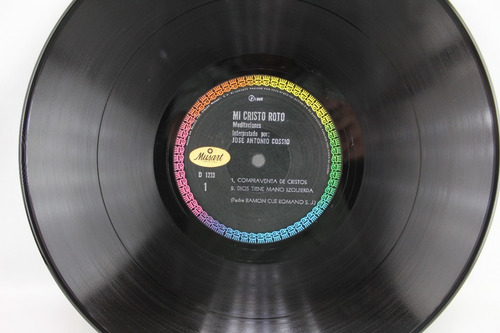 MI CRISTO ROTO
Meditaciones
Interpretado por:
JOSE ANTONIO COSSIO
Musart
D 1233
1
1. COMPRAVENTA DE CRISTOS
2. DIOS TIENE MANO IZQUIERDA
(Padre RAMON CUE ROMANO S. J.)